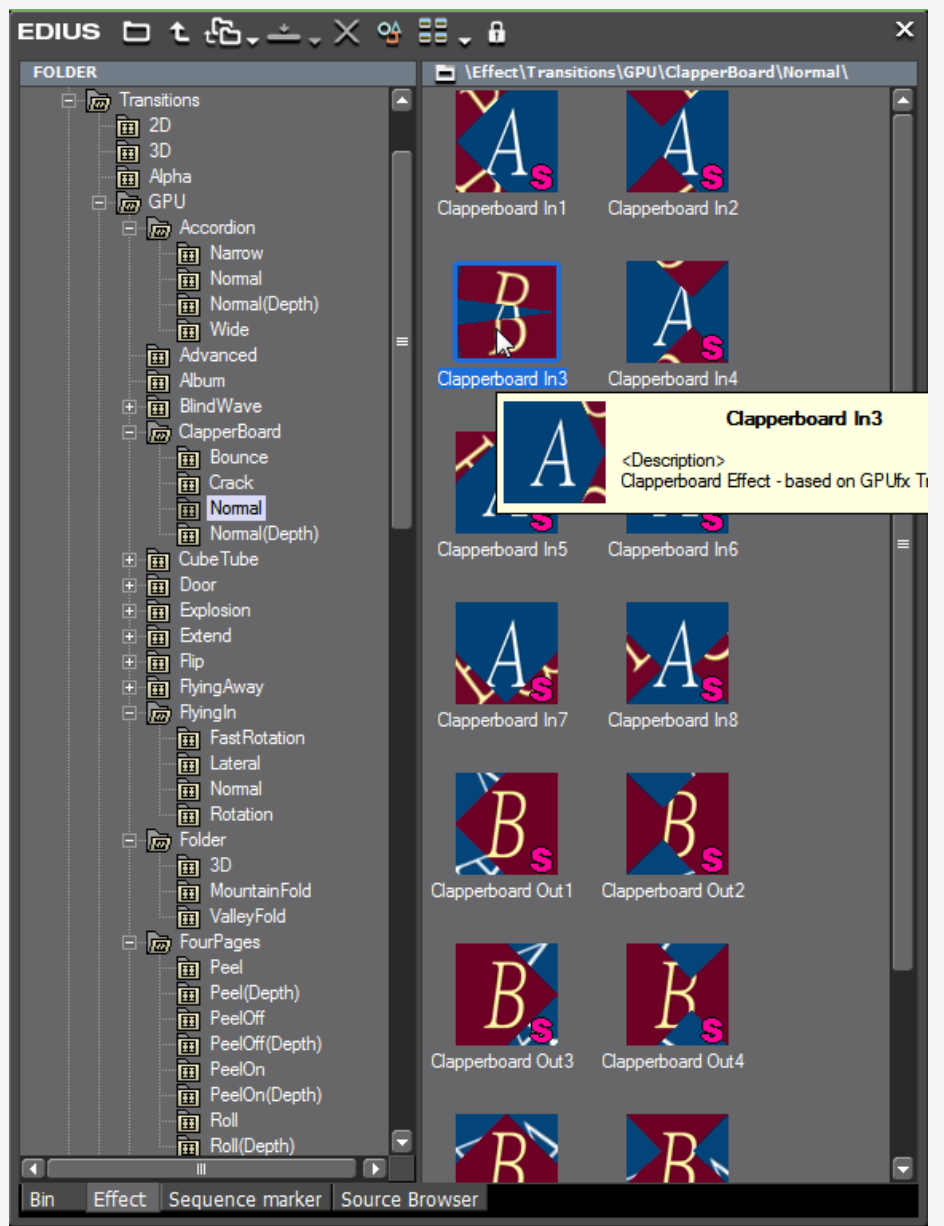 EDIUS
FOLDER
Transitions
2D
3D
Alpha
GPU
Accordion
Narrow
Normal
Normal(Depth)
Wide
Advanced
Album
BlindWave
ClapperBoard
Bounce
Crack
Normal
Normal(Depth)
CubeTube
Door
Explosion
Extend
Flip
FlyingAway
FlyingIn
FastRotation
Lateral
Normal
Rotation
Folder
3D
MountainFold
ValleyFold
FourPages
Peel
Peel(Depth)
PeelOff
PeelOff(Depth)
PeelOn
PeelOn(Depth)
Roll
Roll(Depth)
\Effect\Transitions\GPU\ClapperBoard\Normal\
A S
A S
Clapperboard In1 Clapperboard In2
B
A S
Clapperboard In3 Clapperboard In4
A
Clapperboard In3
<Description>
Clapperboard Effect - based on GPUfx Tr
S
S
Clapperboard In5 Clapperboard In6
A S
A S
Clapperboard In7 Clapperboard In8
B S
B S
Clapperboard Out1 Clapperboard Out2
B S
B S
Clapperboard Out3 Clapperboard Out4
B
B
Bin Effect Sequence marker Source Browser